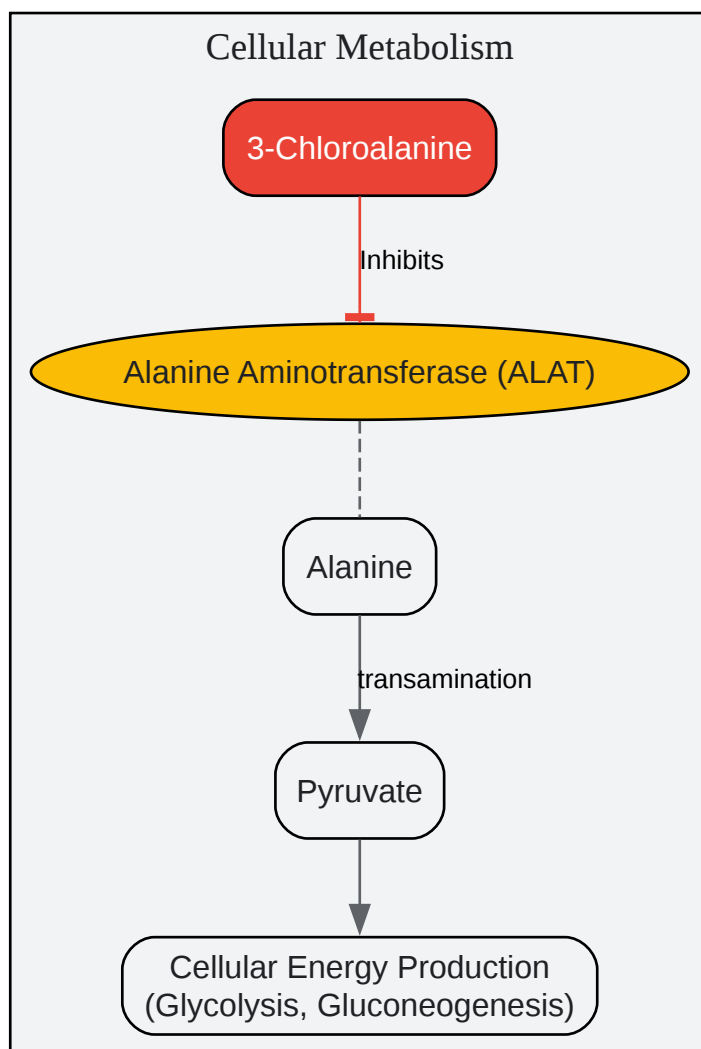 Cellular Metabolism
3-Chloroalanine
Inhibits
Alanine Aminotransferase (ALAT)
Alanine
transamination
Pyruvate
Cellular Energy Production
(Glycolysis, Gluconeogenesis)